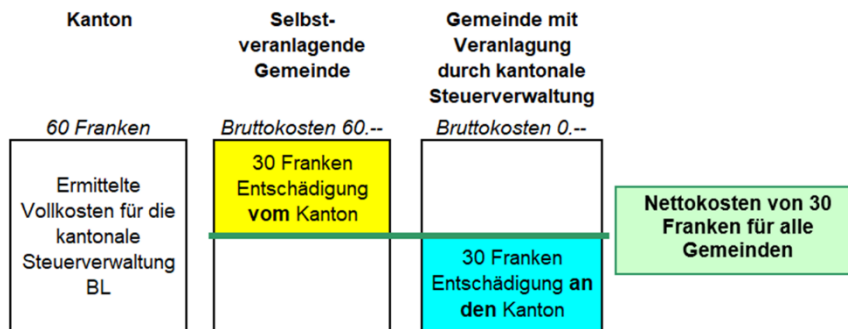 Kanton
Selbst-
veranlagende
Gemeinde
Gemeinde mit
Veranlagung
durch kantonale
Steuerverwaltung
60 Franken
Bruttokosten 60.--
Bruttokosten 0.--
Ermittelte
Vollkosten für die
kantonale
Steuerverwaltung
BL
30 Franken
Entschädigung
vom Kanton
30 Franken
Entschädigung an
den Kanton
Nettokosten von 30
Franken für alle
Gemeinden